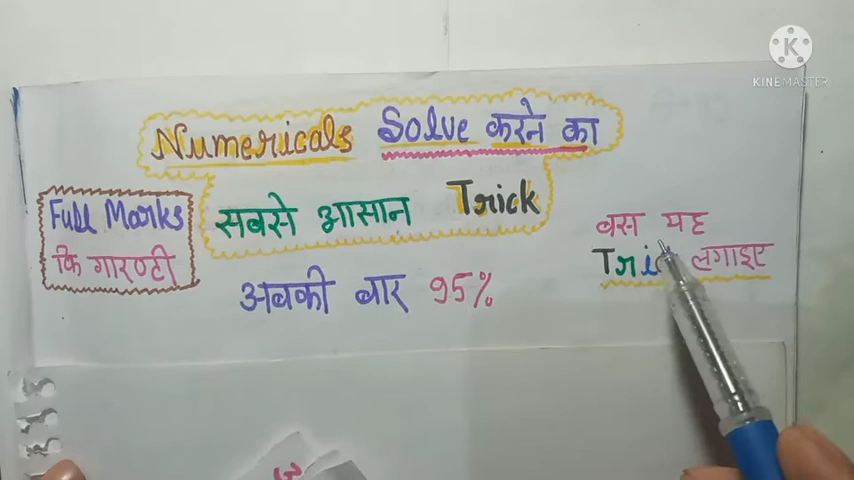 KINEMASTER
Numericals Solve करने का
सबसे आसान Trick
Full Marks
कि गारण्टी
बस यह
लगाइए
अबकी बार 95%